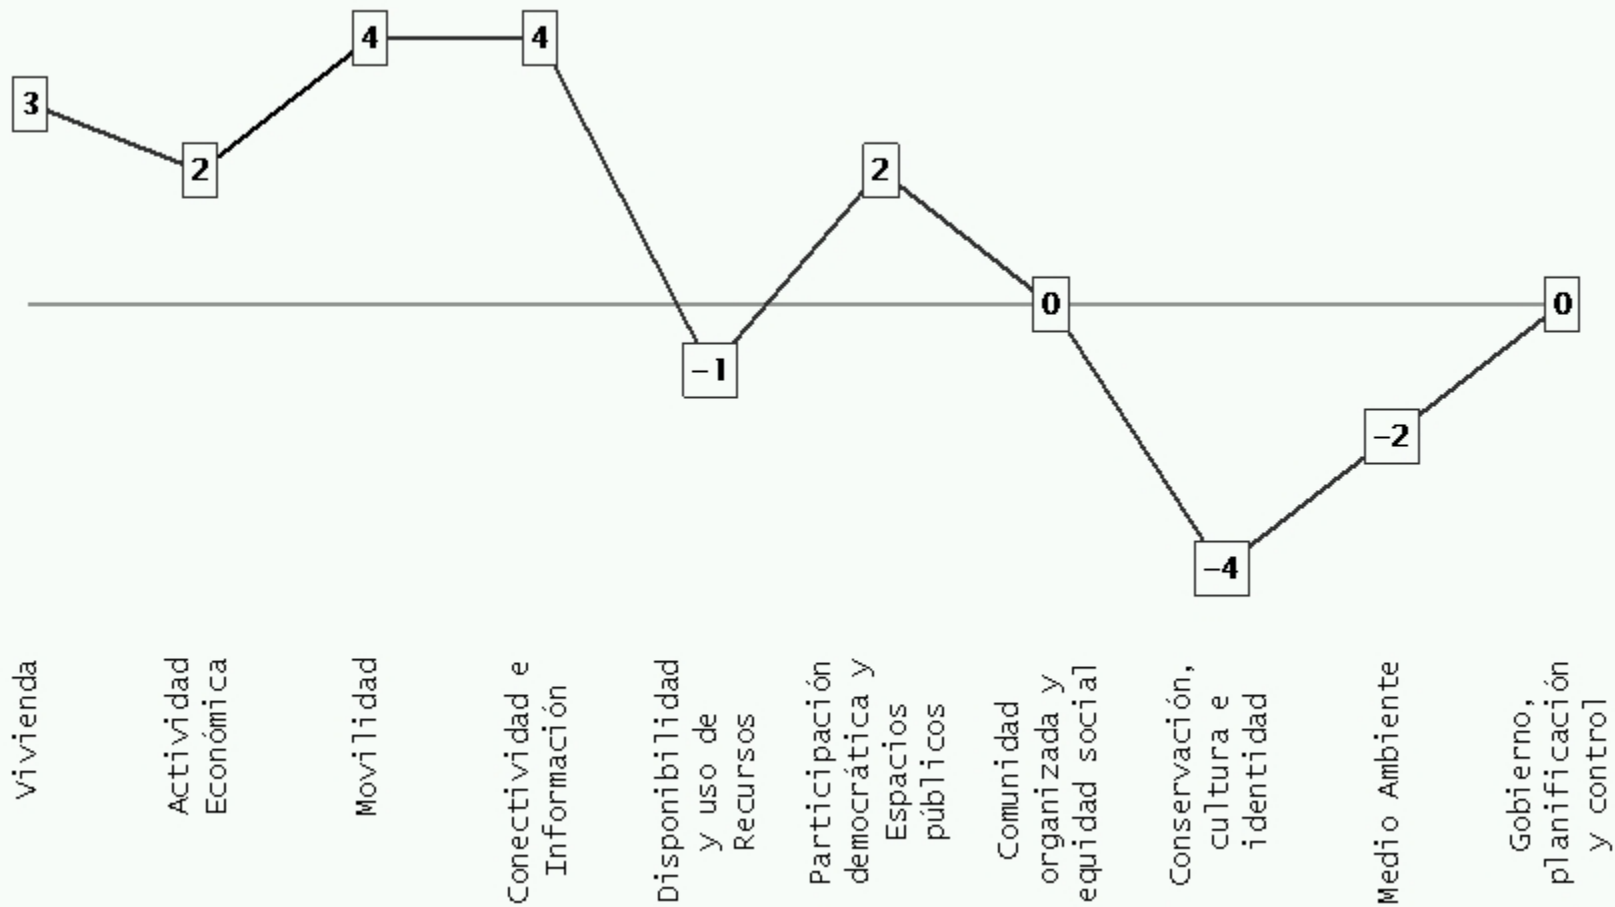 3
2
4
4
-1
2
0
-4
-2
0
Vivienda
Actividad
Económica
Movilidad
Conectividad e
Información
Disponibilidad
y uso de
Recursos
Participación
democrática y
Espacios
públicos
Comunidad
organizada y
equidad social
Conservación,
cultura e
identidad
Medio Ambiente
Gobierno,
planificación
y control